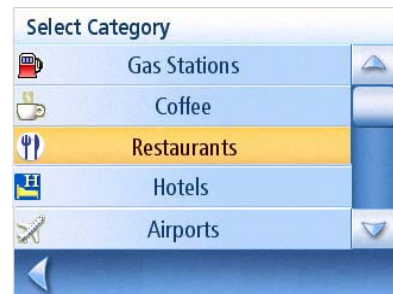 Select Category
Gas Stations
Coffee
Restaurants
H
Hotels
Airports